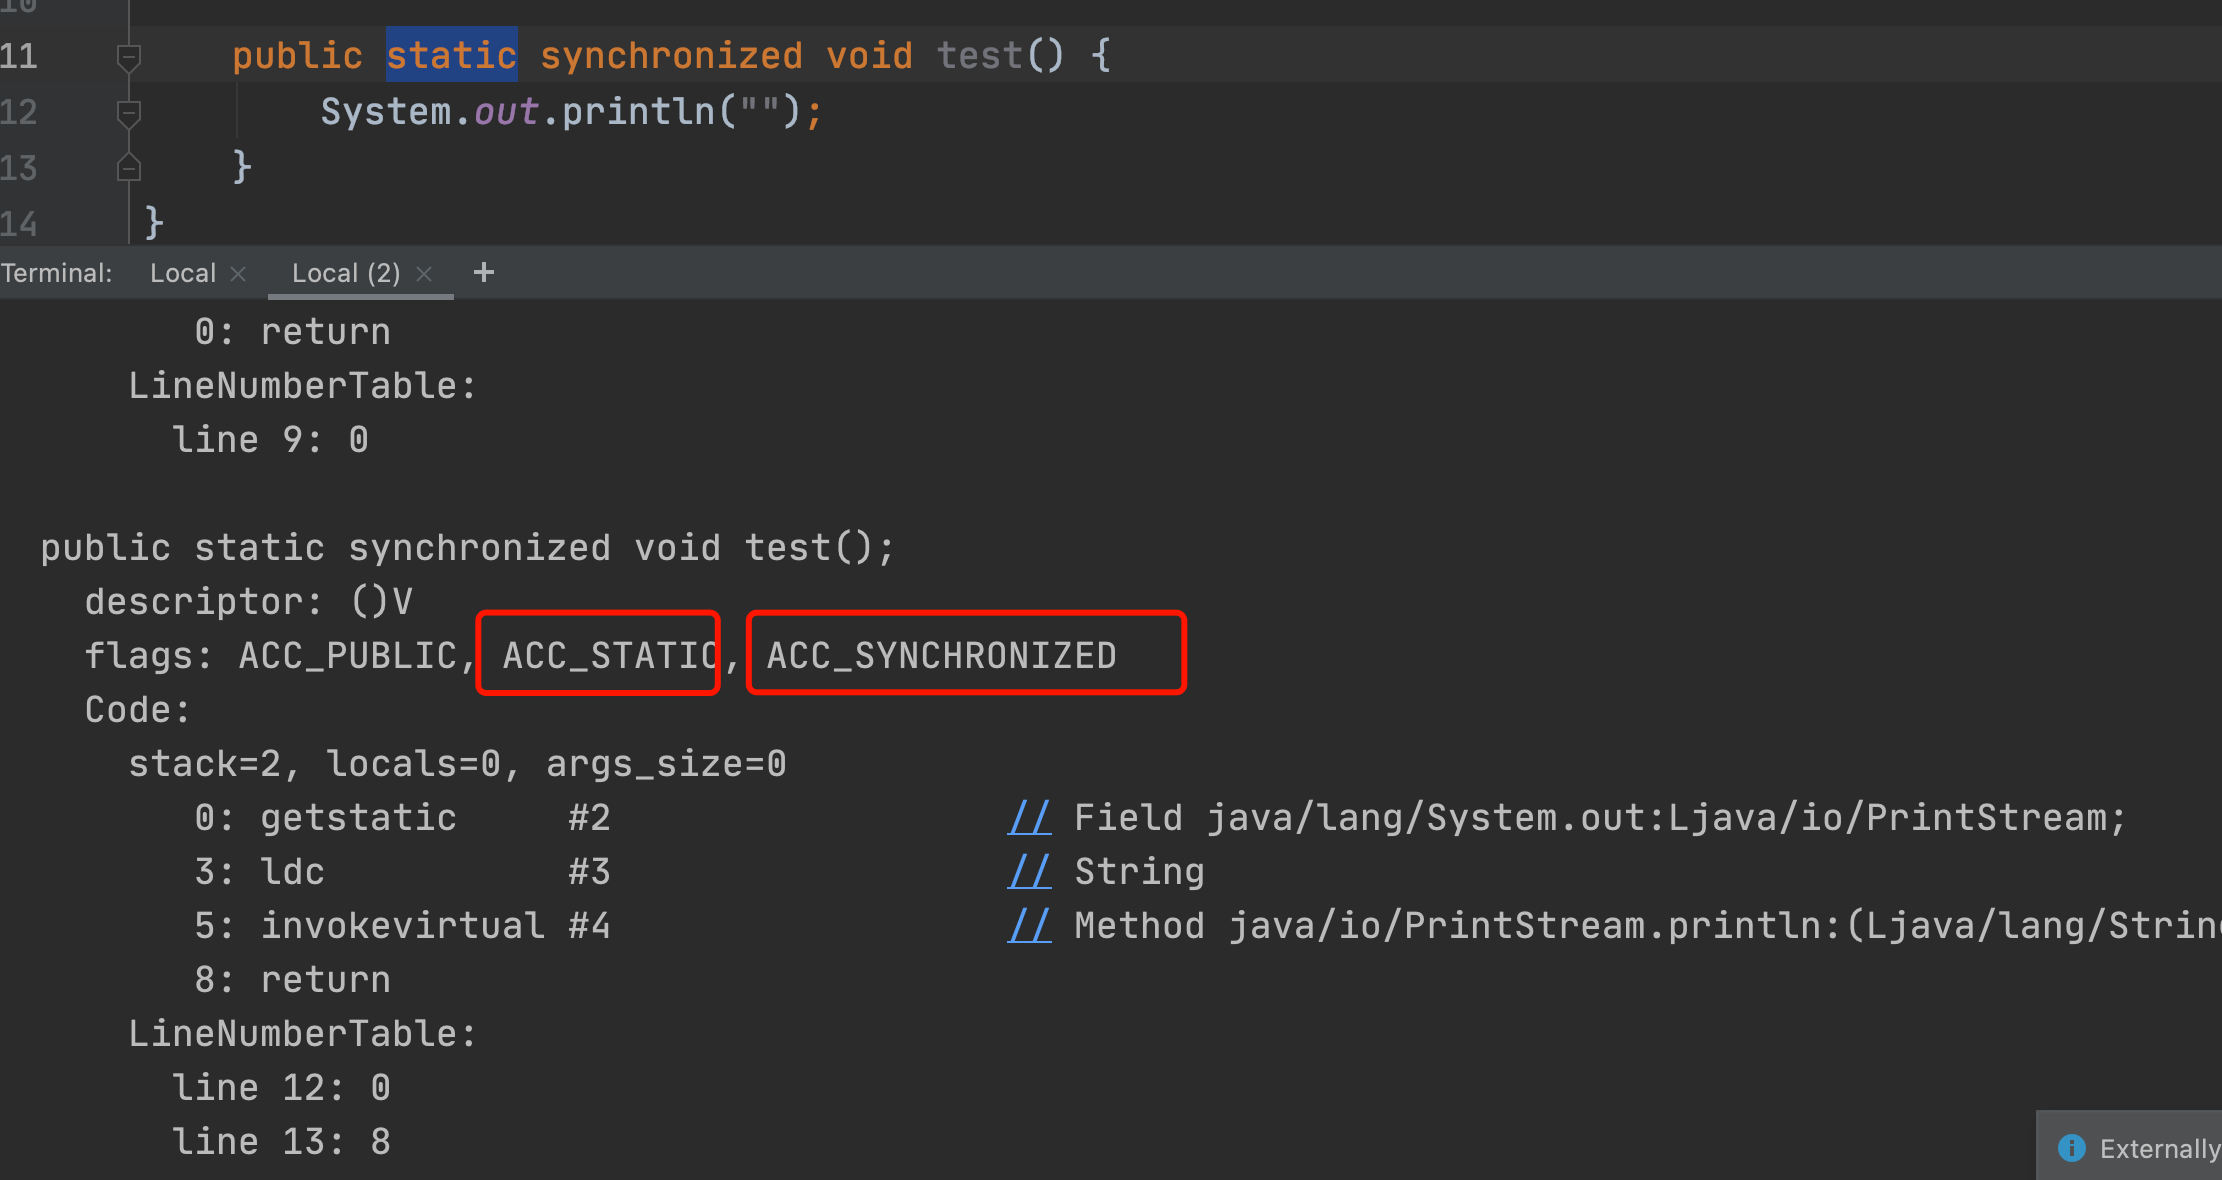 10
11 public static synchronized void test() {
12 System.out.println("");
13 }
14 }
Terminal: Local × Local (2) × +
0: return
LineNumberTable:
line 9: 0
public static synchronized void test();
descriptor: ()V
flags: ACC_PUBLIC, ACC_STATIC, ACC_SYNCHRONIZED
Code:
stack=2, locals=0, args_size=0
0: getstatic #2 // Field java/lang/System.out:Ljava/io/PrintStream;
3: ldc #3 // String
5: invokevirtual #4 // Method java/io/PrintStream.println:(Ljava/lang/String
8: return
LineNumberTable:
line 12: 0
line 13: 8
Externally